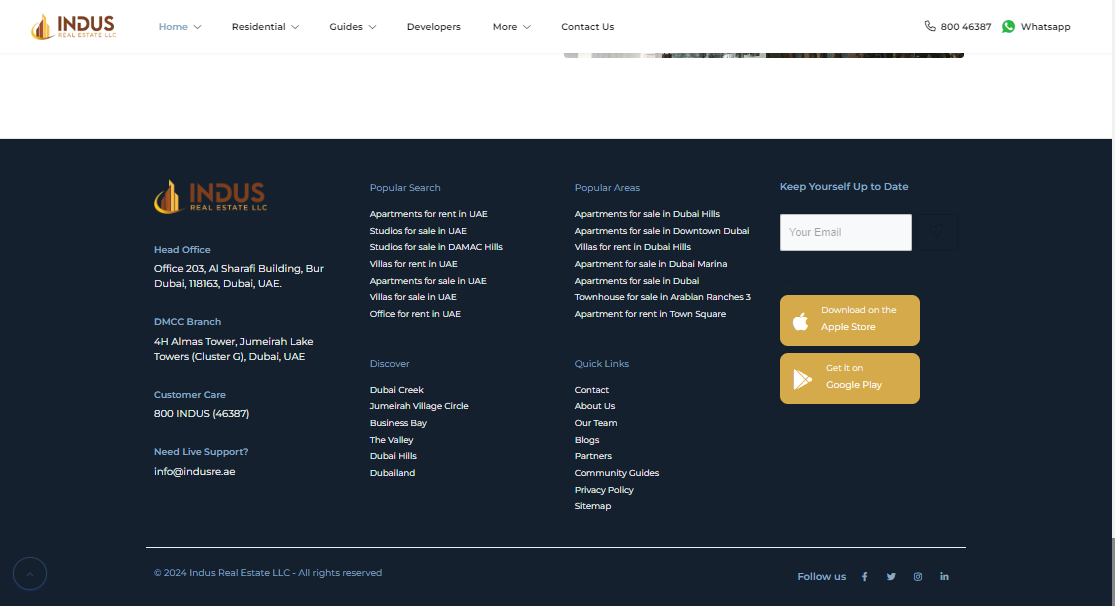 INDUS
REAL ESTATE LLC
Home
Residential
Guides
Developers
More
Contact Us
800 46387
Whatsapp
INDUS
REAL ESTATE LLC
Head Office
Office 203, Al Sharafi Building, Bur
Dubai, 118163, Dubai, UAE.
DMCC Branch
4H Almas Tower, Jumeirah Lake
Towers (Cluster G), Dubai, UAE
Customer Care
800 INDUS (46387)
Need Live Support?
info@indusre.ae
Popular Search
Apartments for rent in UAE
Studios for sale in UAE
Studios for sale in DAMAC Hills
Villas for rent in UAE
Apartments for sale in UAE
Villas for sale in UAE
Office for rent in UAE
Discover
Dubai Creek
Jumeirah Village Circle
Business Bay
The Valley
Dubai Hills
Dubailand
Popular Areas
Apartments for sale in Dubai Hills
Apartments for sale in Downtown Dubai
Villas for rent in Dubai Hills
Apartment for sale in Dubai Marina
Apartments for sale in Dubai
Townhouse for sale in Arabian Ranches 3
Apartment for rent in Town Square
Quick Links
Contact
About Us
Our Team
Blogs
Partners
Community Guides
Privacy Policy
Sitemap
Keep Yourself Up to Date
Your Email
Download on the
Apple Store
Get It on
Google Play
© 2024 Indus Real Estate LLC - All rights reserved
Follow us